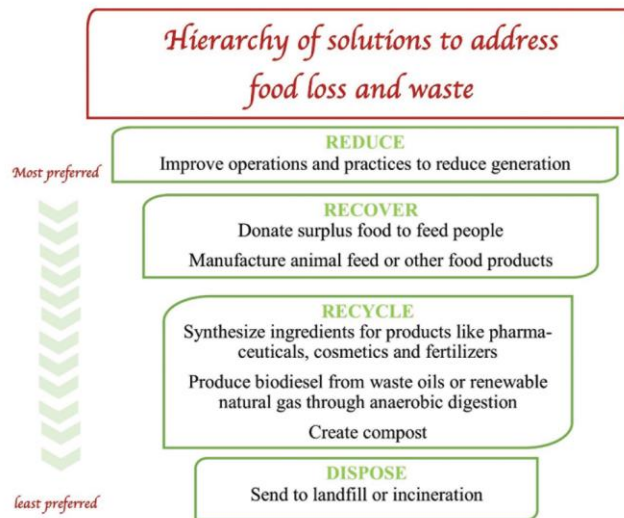 Hierarchy of solutions to address
food loss and waste
REDUCE
Improve operations and practices to reduce generation
Most preferred
RECOVER
Donate surplus food to feed people
Manufacture animal feed or other food products
RECYCLE
Synthesize ingredients for products like pharma-
ceuticals, cosmetics and fertilizers
Produce biodiesel from waste oils or renewable
natural gas through anaerobic digestion
Create compost
DISPOSE
Send to landfill or incineration
least preferred